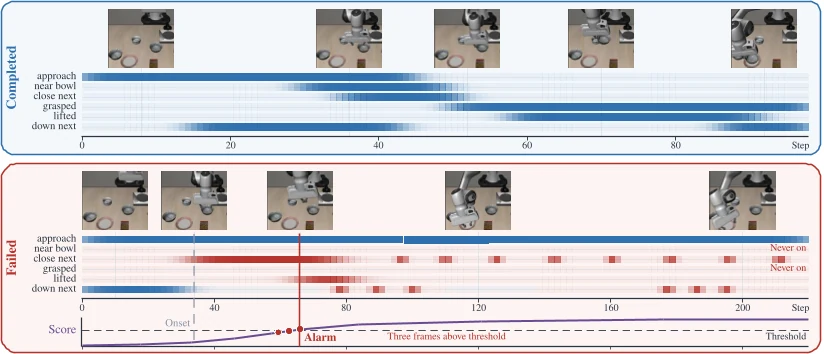 Completed
approach
near bowl
close next
grasped
lifted
down next
0 20 40 60 80 Step
Failed
approach
near bowl Never on
close next
grasped Never on
lifted
down next
0 40 80 120 160 200 Step
Onset
Score
Alarm Three frames above threshold Threshold